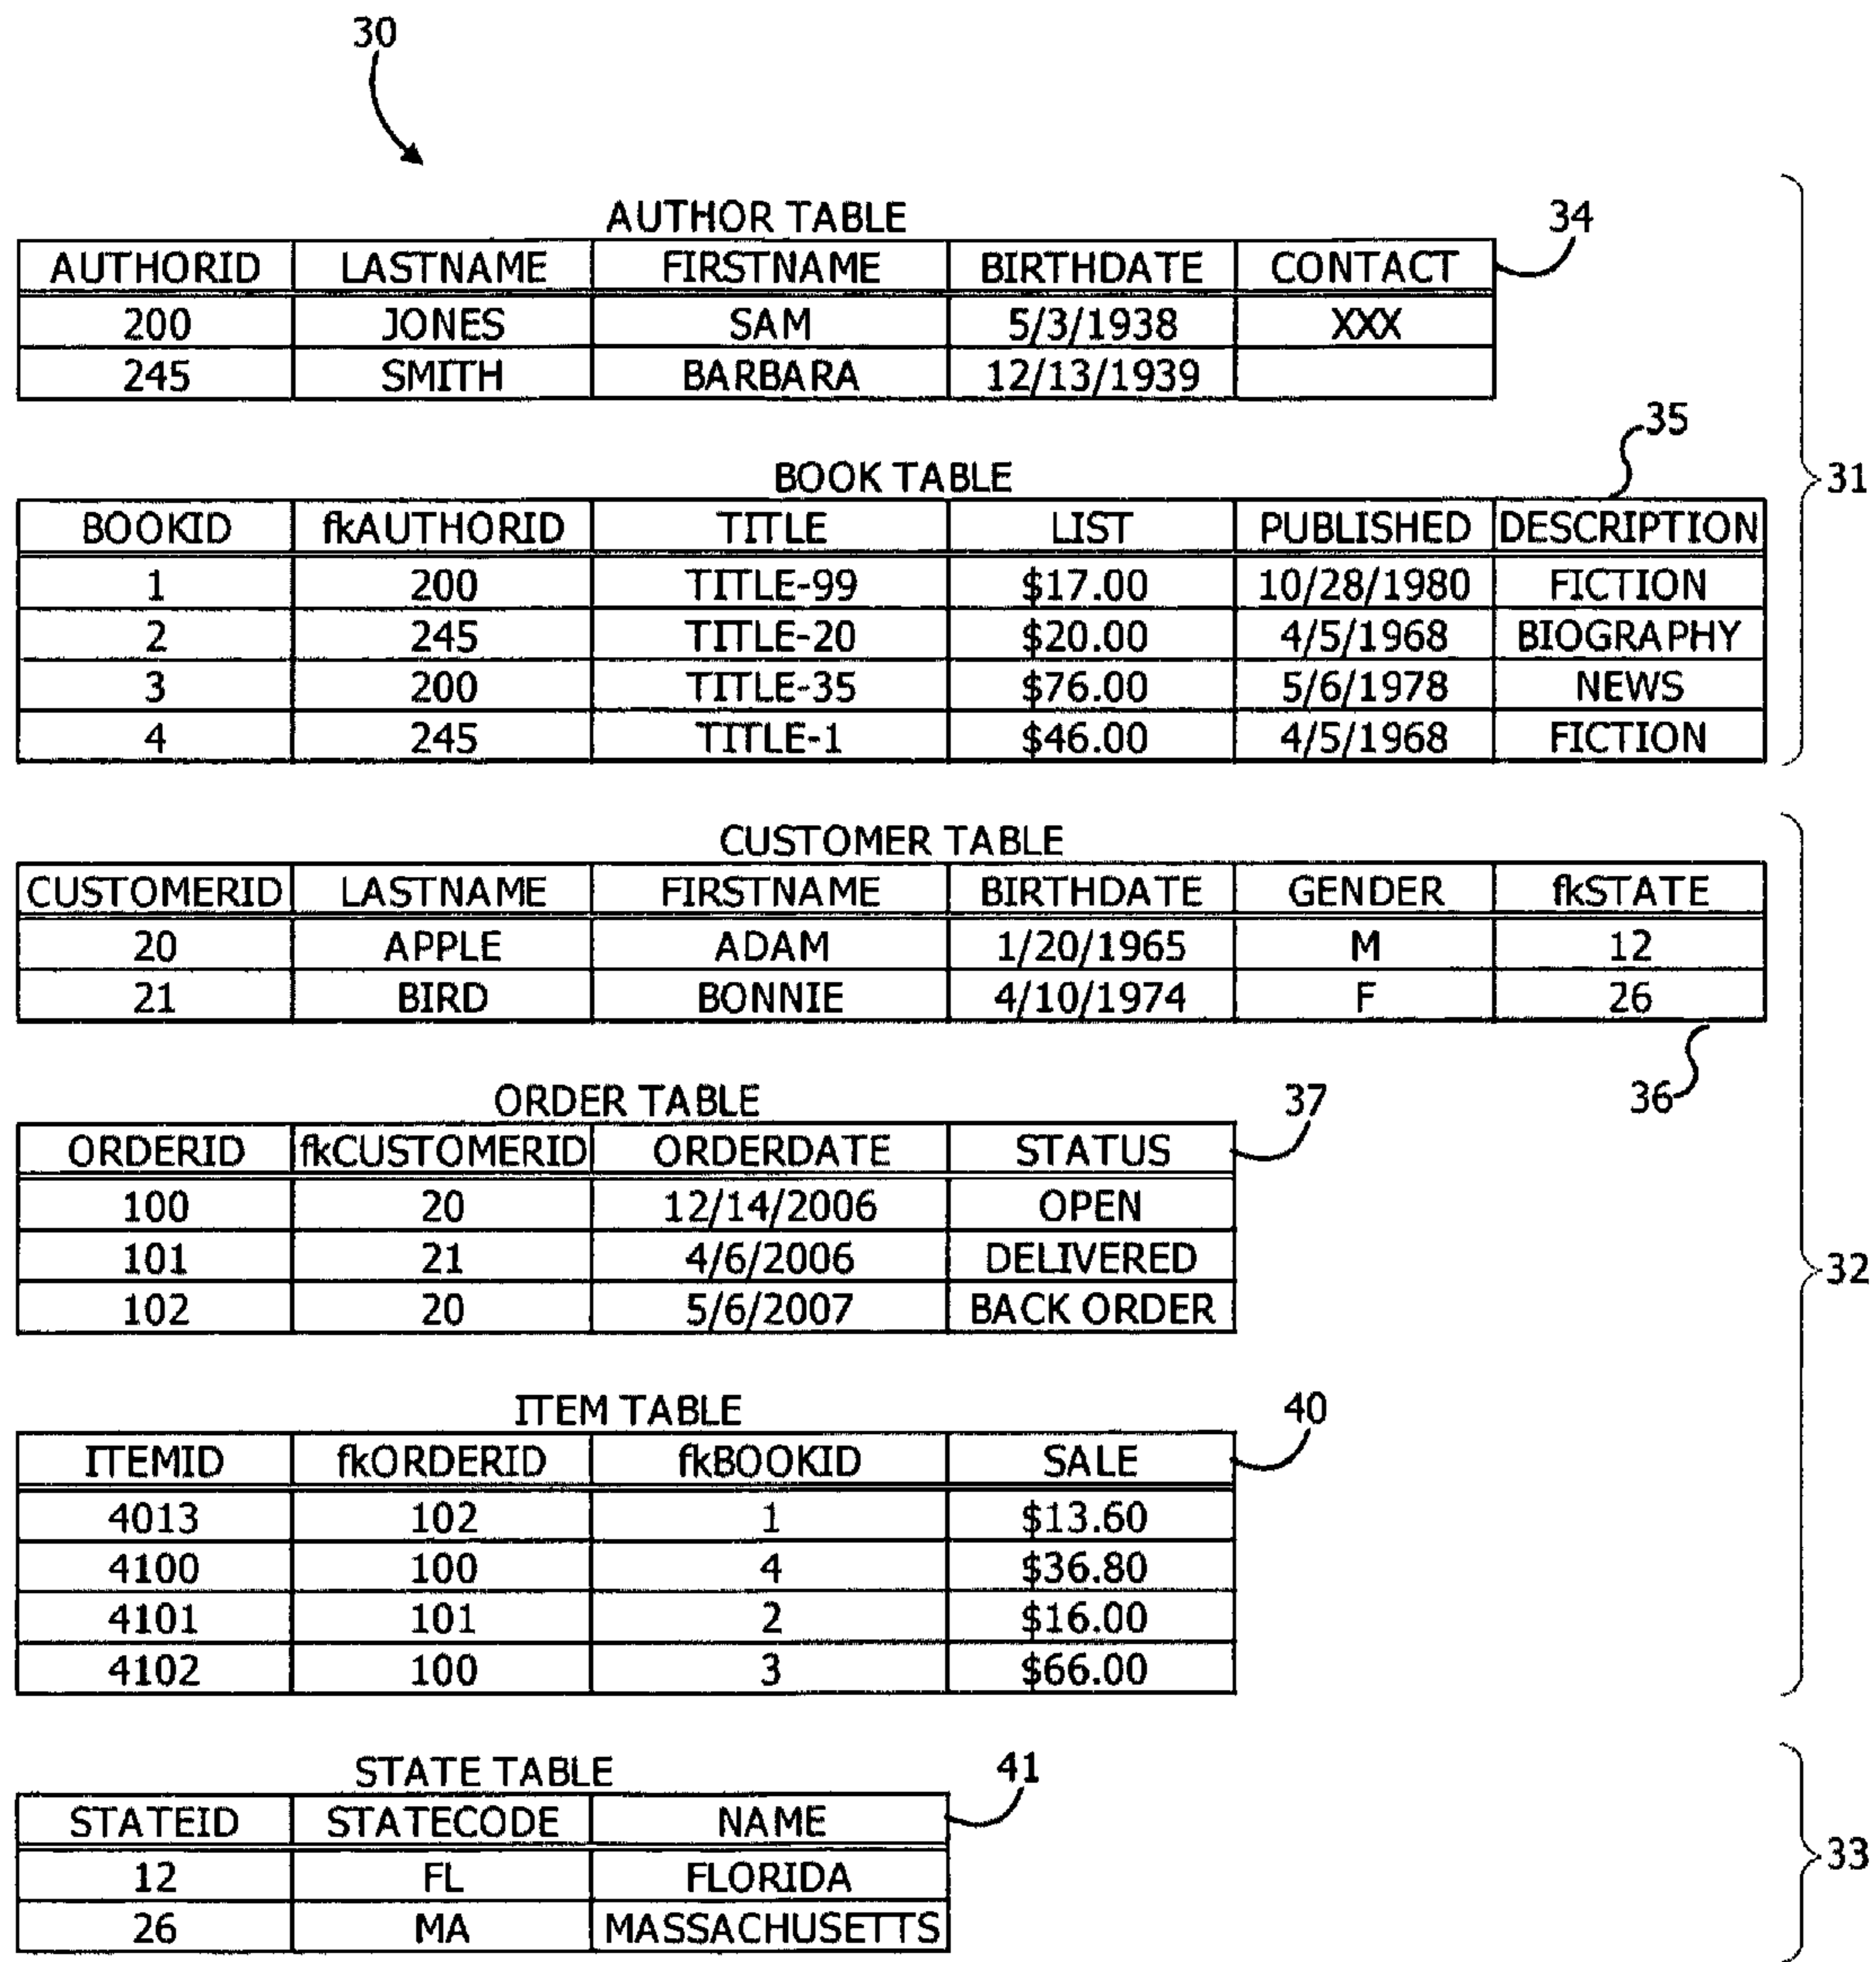 30
AUTHOR TABLE
34
AUTHORID LASTNAME FIRSTNAME BIRTHDATE CONTACT
200 JONES SAM 5/3/1938 XXX
245 SMITH BARBARA 12/13/1939
35
31
BOOK TABLE
BOOKID fkAUTHORID TITLE LIST PUBLISHED DESCRIPTION
1 200 TITLE-99 $17.00 10/28/1980 FICTION
2 245 TITLE-20 $20.00 4/5/1968 BIOGRAPHY
3 200 TITLE-35 $76.00 5/6/1978 NEWS
4 245 TITLE-1 $46.00 4/5/1968 FICTION
CUSTOMER TABLE
CUSTOMERID LASTNAME FIRSTNAME BIRTHDATE GENDER fkSTATE
20 APPLE ADAM 1/20/1965 M 12
21 BIRD BONNIE 4/10/1974 F 26
36
ORDER TABLE
37
ORDERID fkCUSTOMERID ORDERDATE STATUS
100 20 12/14/2006 OPEN
101 21 4/6/2006 DELIVERED
102 20 5/6/2007 BACK ORDER
32
ITEM TABLE
40
ITEMID fkORDERID fkBOOKID SALE
4013 102 1 $13.60
4100 100 4 $36.80
4101 101 2 $16.00
4102 100 3 $66.00
STATE TABLE
41
STATEID STATECODE NAME
12 FL FLORIDA
26 MA MASSACHUSETTS
33